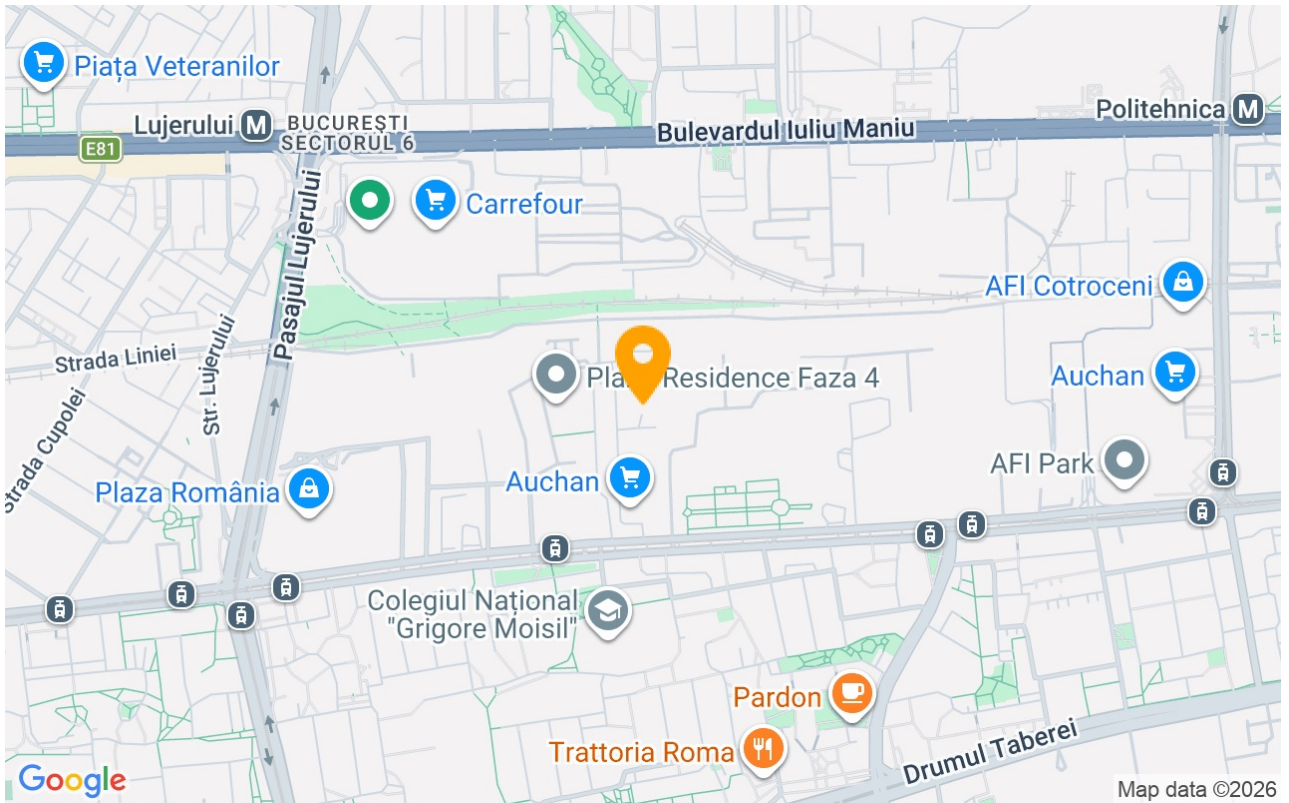 Piața Veteranilor
Lujerului M
BUCUREȘTI
SECTORUL 6
Politehnica M
Bulevardul Iuliu Maniu
E81
Carrefour
Pasajul Lujerului
AFI Cotroceni
Strada Liniei
Str. Lujerului
Residence Faza 4
Auchan
Strada Cupolei
AFI Park
Auchan
Plaza România
Colegiul Național
"Grigore Moisil"
Pardon
Trattoria Roma
Drumul Taberei
Google
Map data ©2026